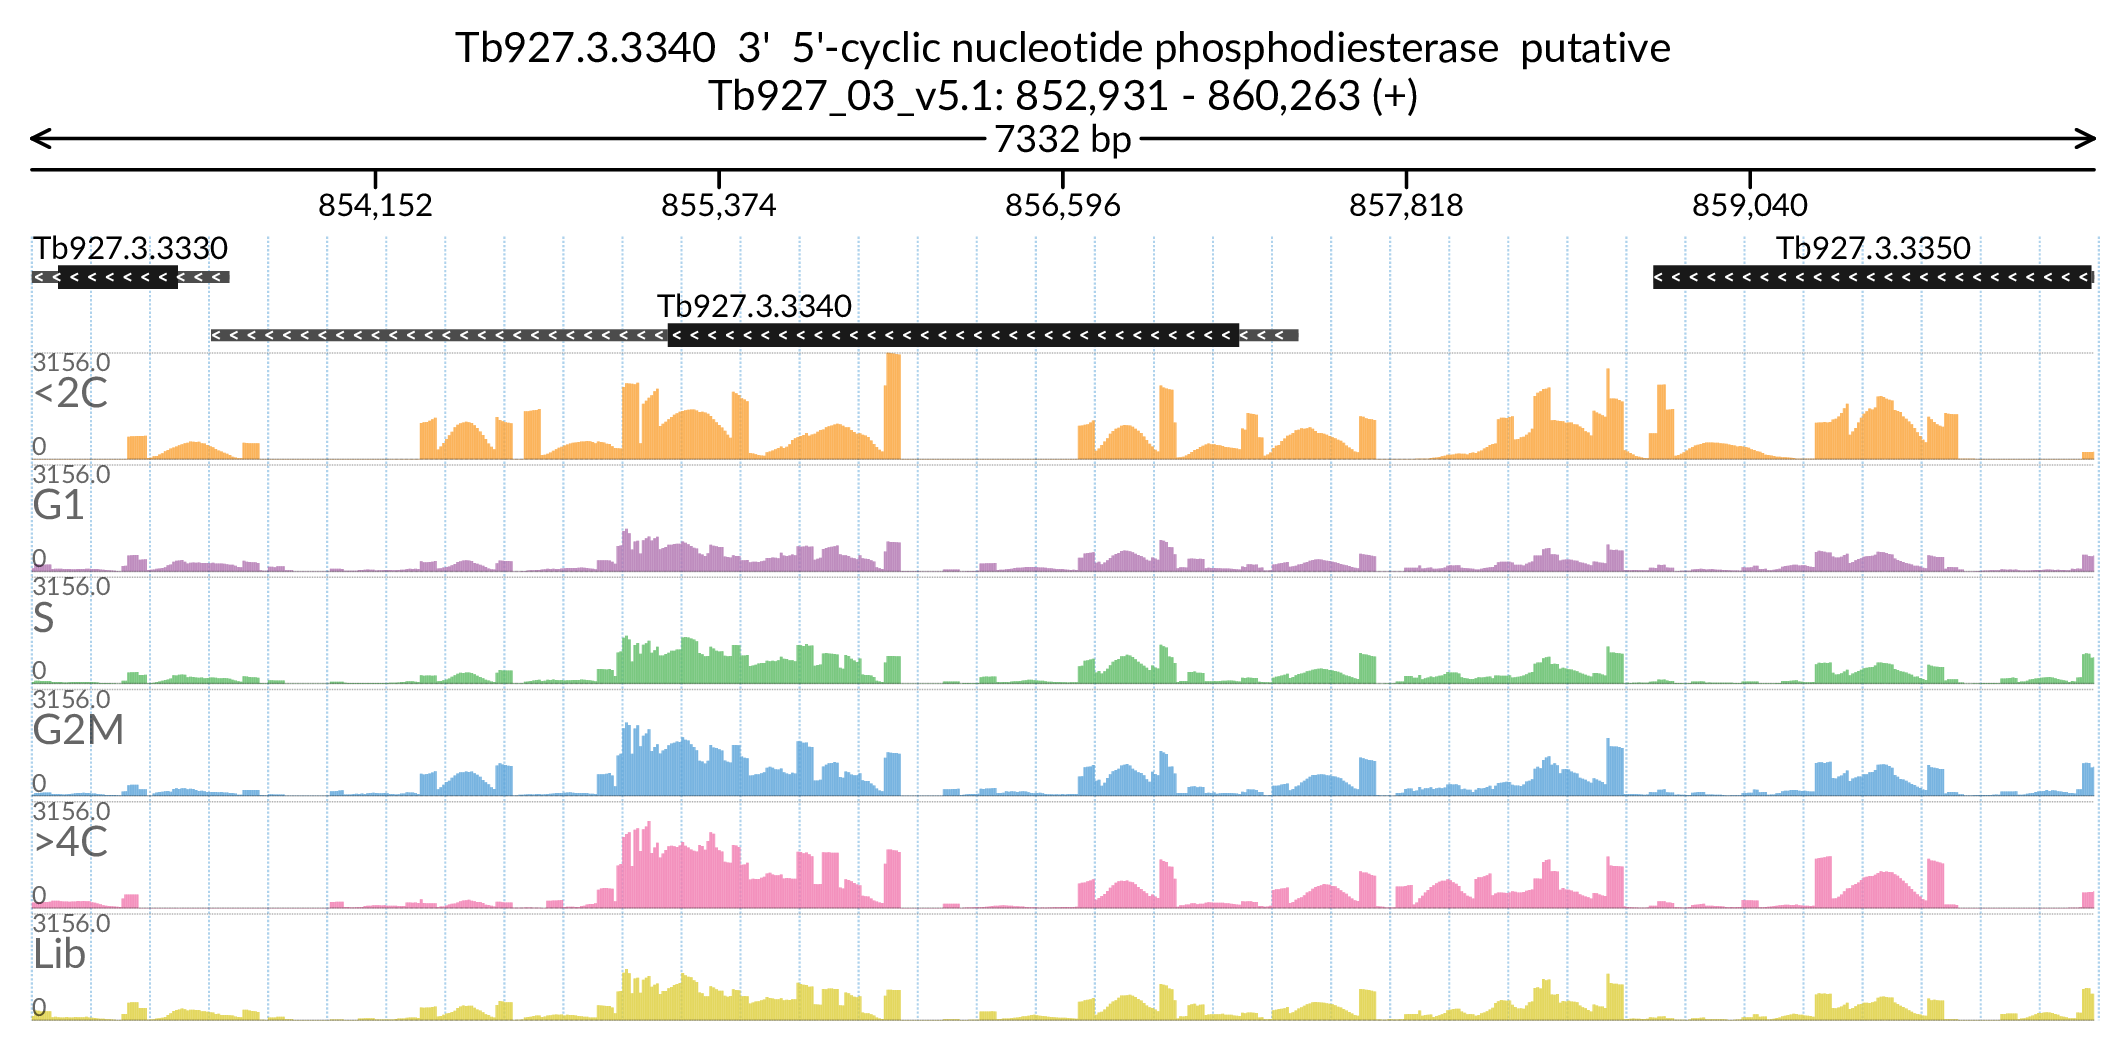 Tb927.3.3340  3'  5'-cyclic nucleotide phosphodiesterase  putative
Tb927_03_v5.1: 852,931 - 860,263 (+)
7332 bp
854,152 855,374 856,596 857,818 859,040
Tb927.3.3330 Tb927.3.3350
Tb927.3.3340
3156.0
<2C
0
3156.0
G1
0
3156.0
S
0
3156.0
G2M
0
3156.0
>4C
0
3156.0
Lib
0